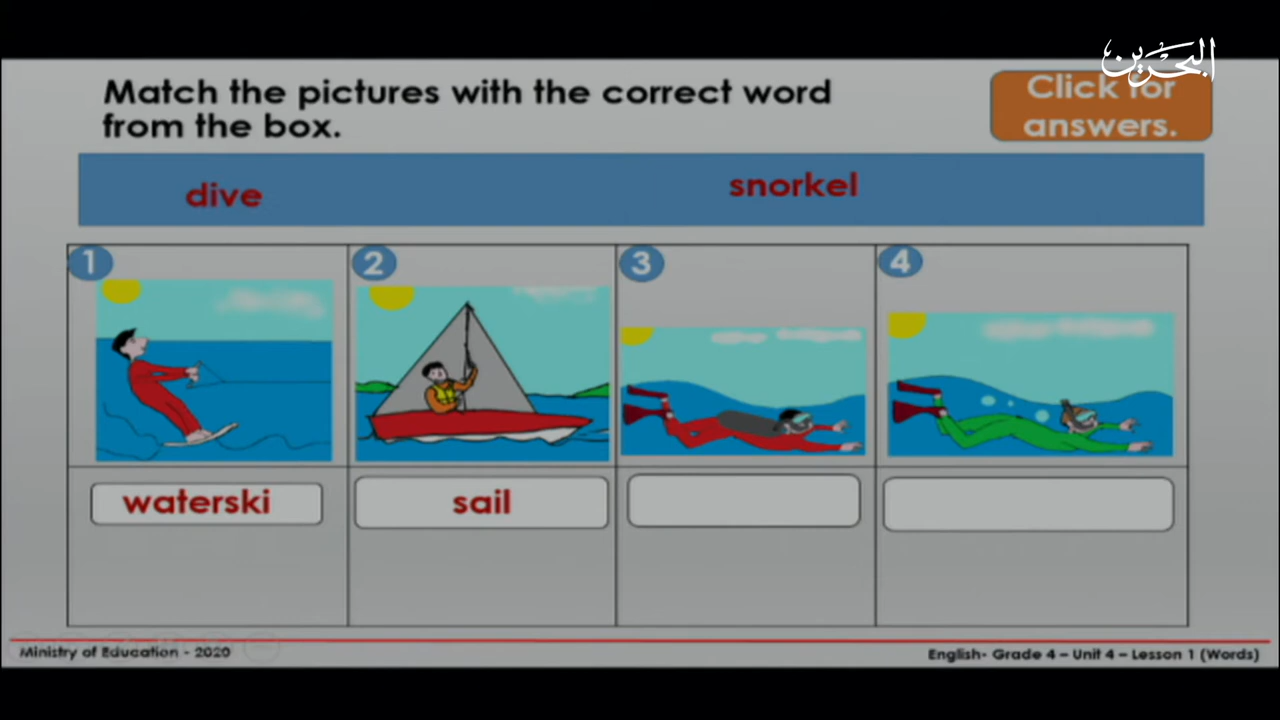 البحرين
Match the pictures with the correct word
from the box.
Click for
answers.
dive
snorkel
1
2
3
4
waterski
sail
Ministry of Education - 2020
English- Grade 4 – Unit 4 – Lesson 1 (Words)